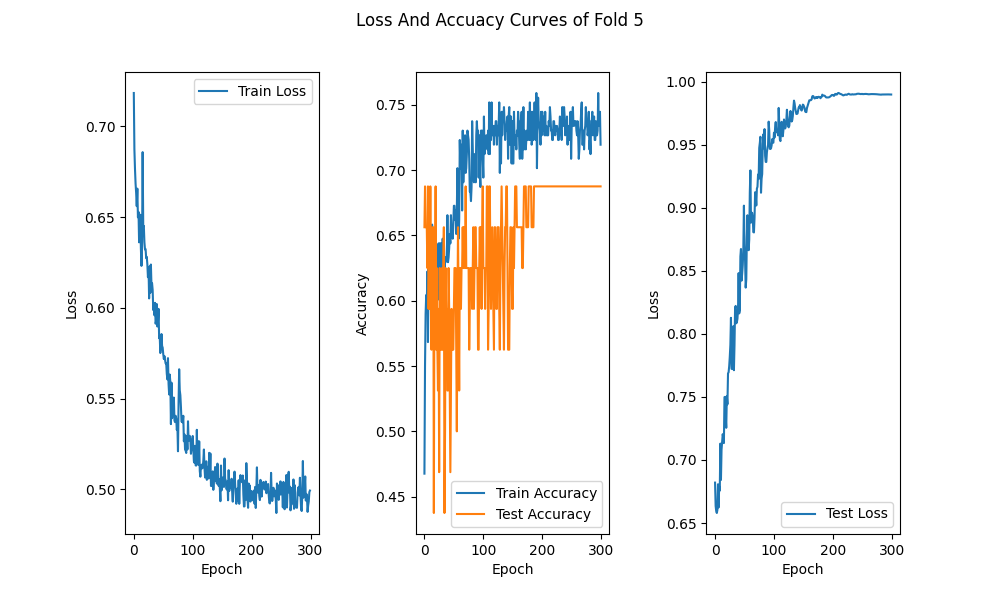 Loss And Accuacy Curves of Fold 5
Train Loss
0.70
0.65
0.60
0.55
0.50
Loss
0 100 200 300
Epoch
0.75
0.70
0.65
0.60
0.55
0.50
0.45
Accuracy
Train Accuracy
Test Accuracy
0 100 200 300
Epoch
1.00
0.95
0.90
0.85
0.80
0.75
0.70
0.65
Loss
Test Loss
0 100 200 300
Epoch